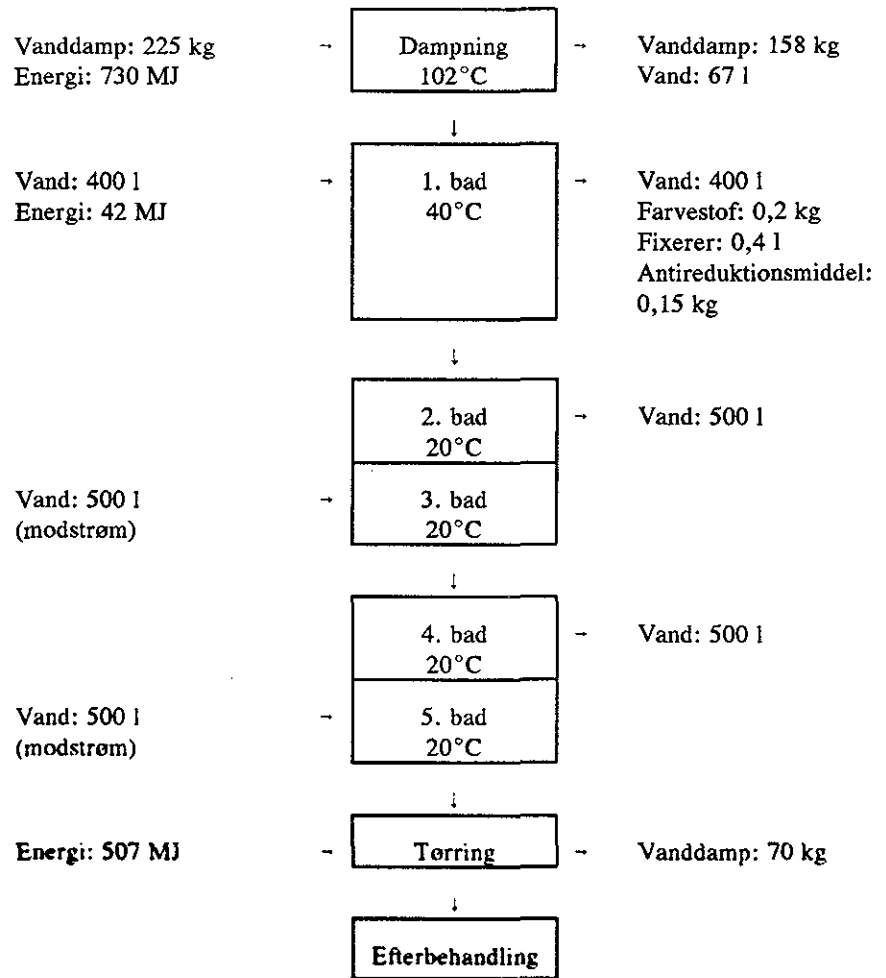 Vanddamp: 225 kg → Dampning → Vanddamp: 158 kg
Energi: 730 MJ 102°C Vand: 67 l
↓
Vand: 400 l → 1. bad → Vand: 400 l
Energi: 42 MJ 40°C Farvestof: 0,2 kg
Fixerer: 0,4 l
Antireduktionsmiddel:
0,15 kg
↓
2. bad → Vand: 500 l
20°C
Vand: 500 l → 3. bad
(modstrøm) 20°C
↓
4. bad → Vand: 500 l
20°C
Vand: 500 l → 5. bad
(modstrøm) 20°C
↓
Energi: 507 MJ → Tørring → Vanddamp: 70 kg
↓
Efterbehandling